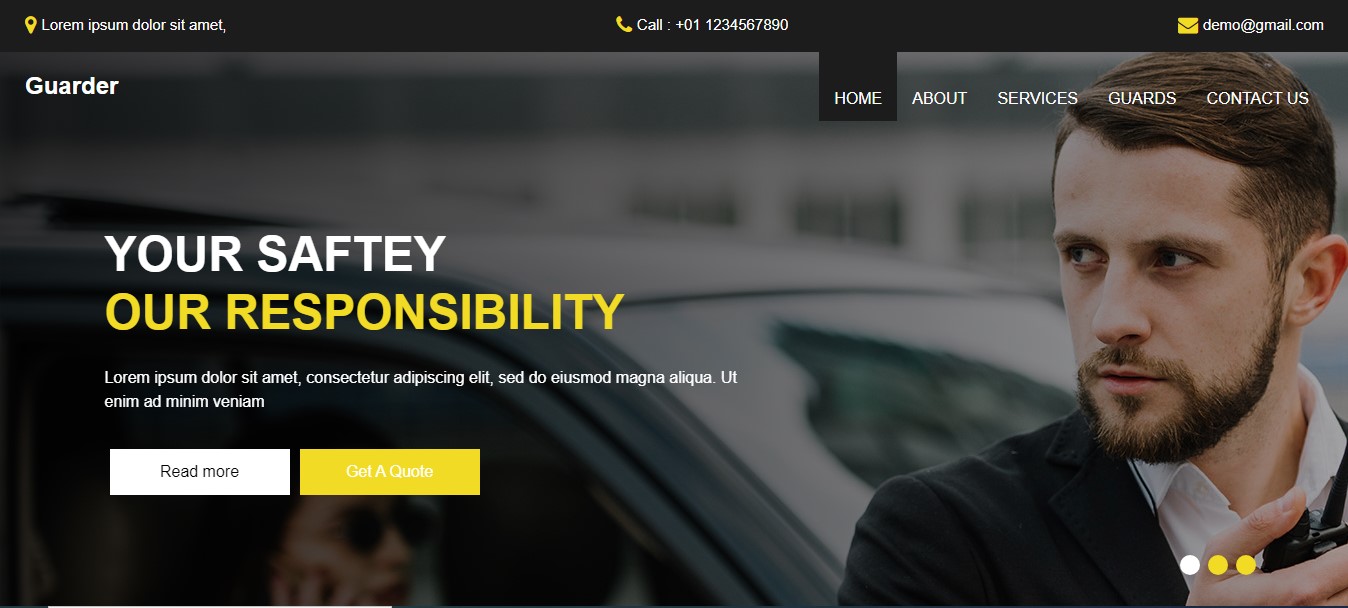 Lorem ipsum dolor sit amet,
Call : +01 1234567890
demo@gmail.com
Guarder
HOME ABOUT SERVICES GUARDS CONTACT US
YOUR SAFTEY
OUR RESPONSIBILITY
Lorem ipsum dolor sit amet, consectetur adipiscing elit, sed do eiusmod magna aliqua. Ut
enim ad minim veniam
Read more
Get A Quote